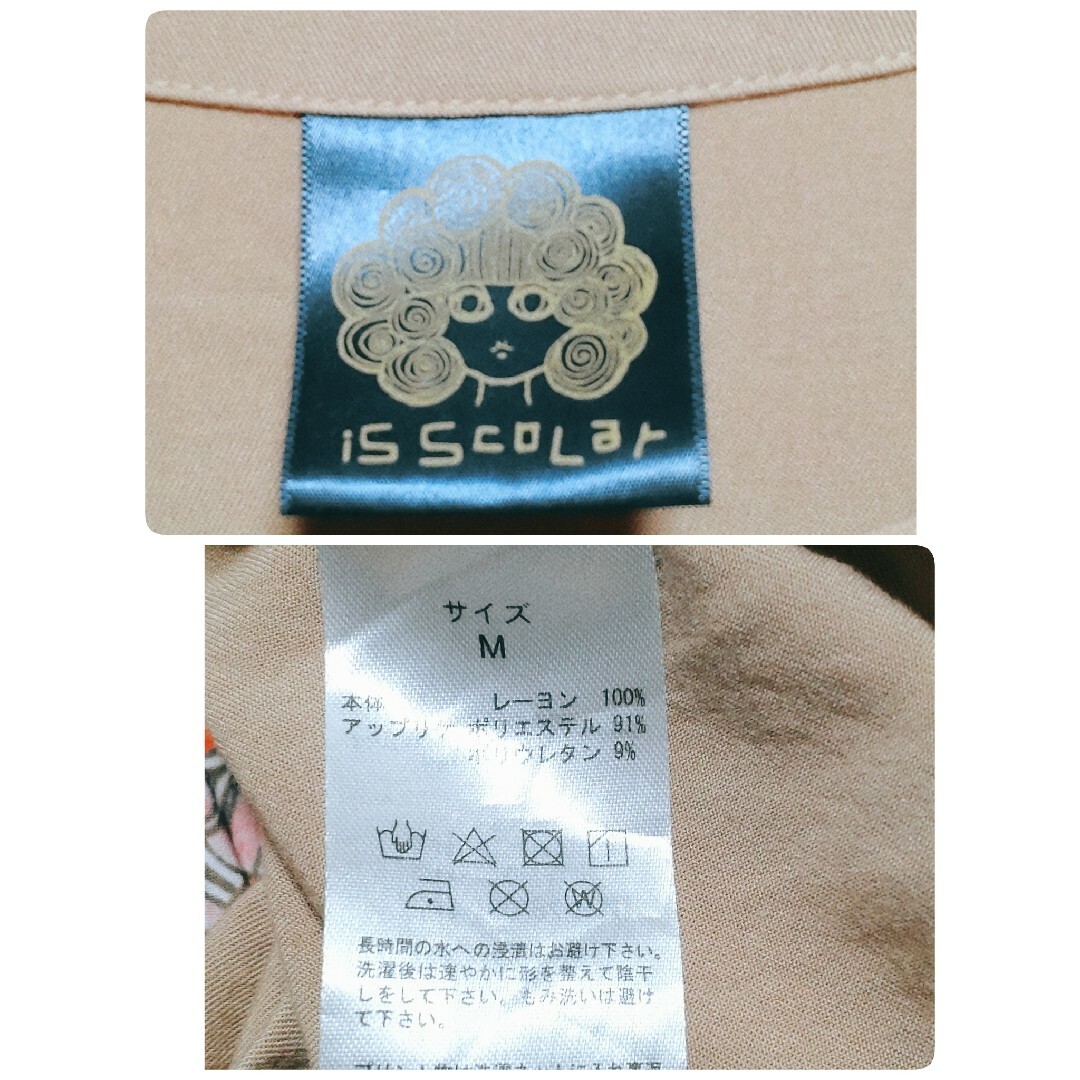 is scolar
サイズ
M
本体 レーヨン 100%
アップリケ ポリエステル 91%
ポリウレタン 9%
長時間の水への浸漬はお避け下さい。
洗濯後は速やかに形を整えて陰干
しをして下さい。もみ洗いは避け
て下さい。